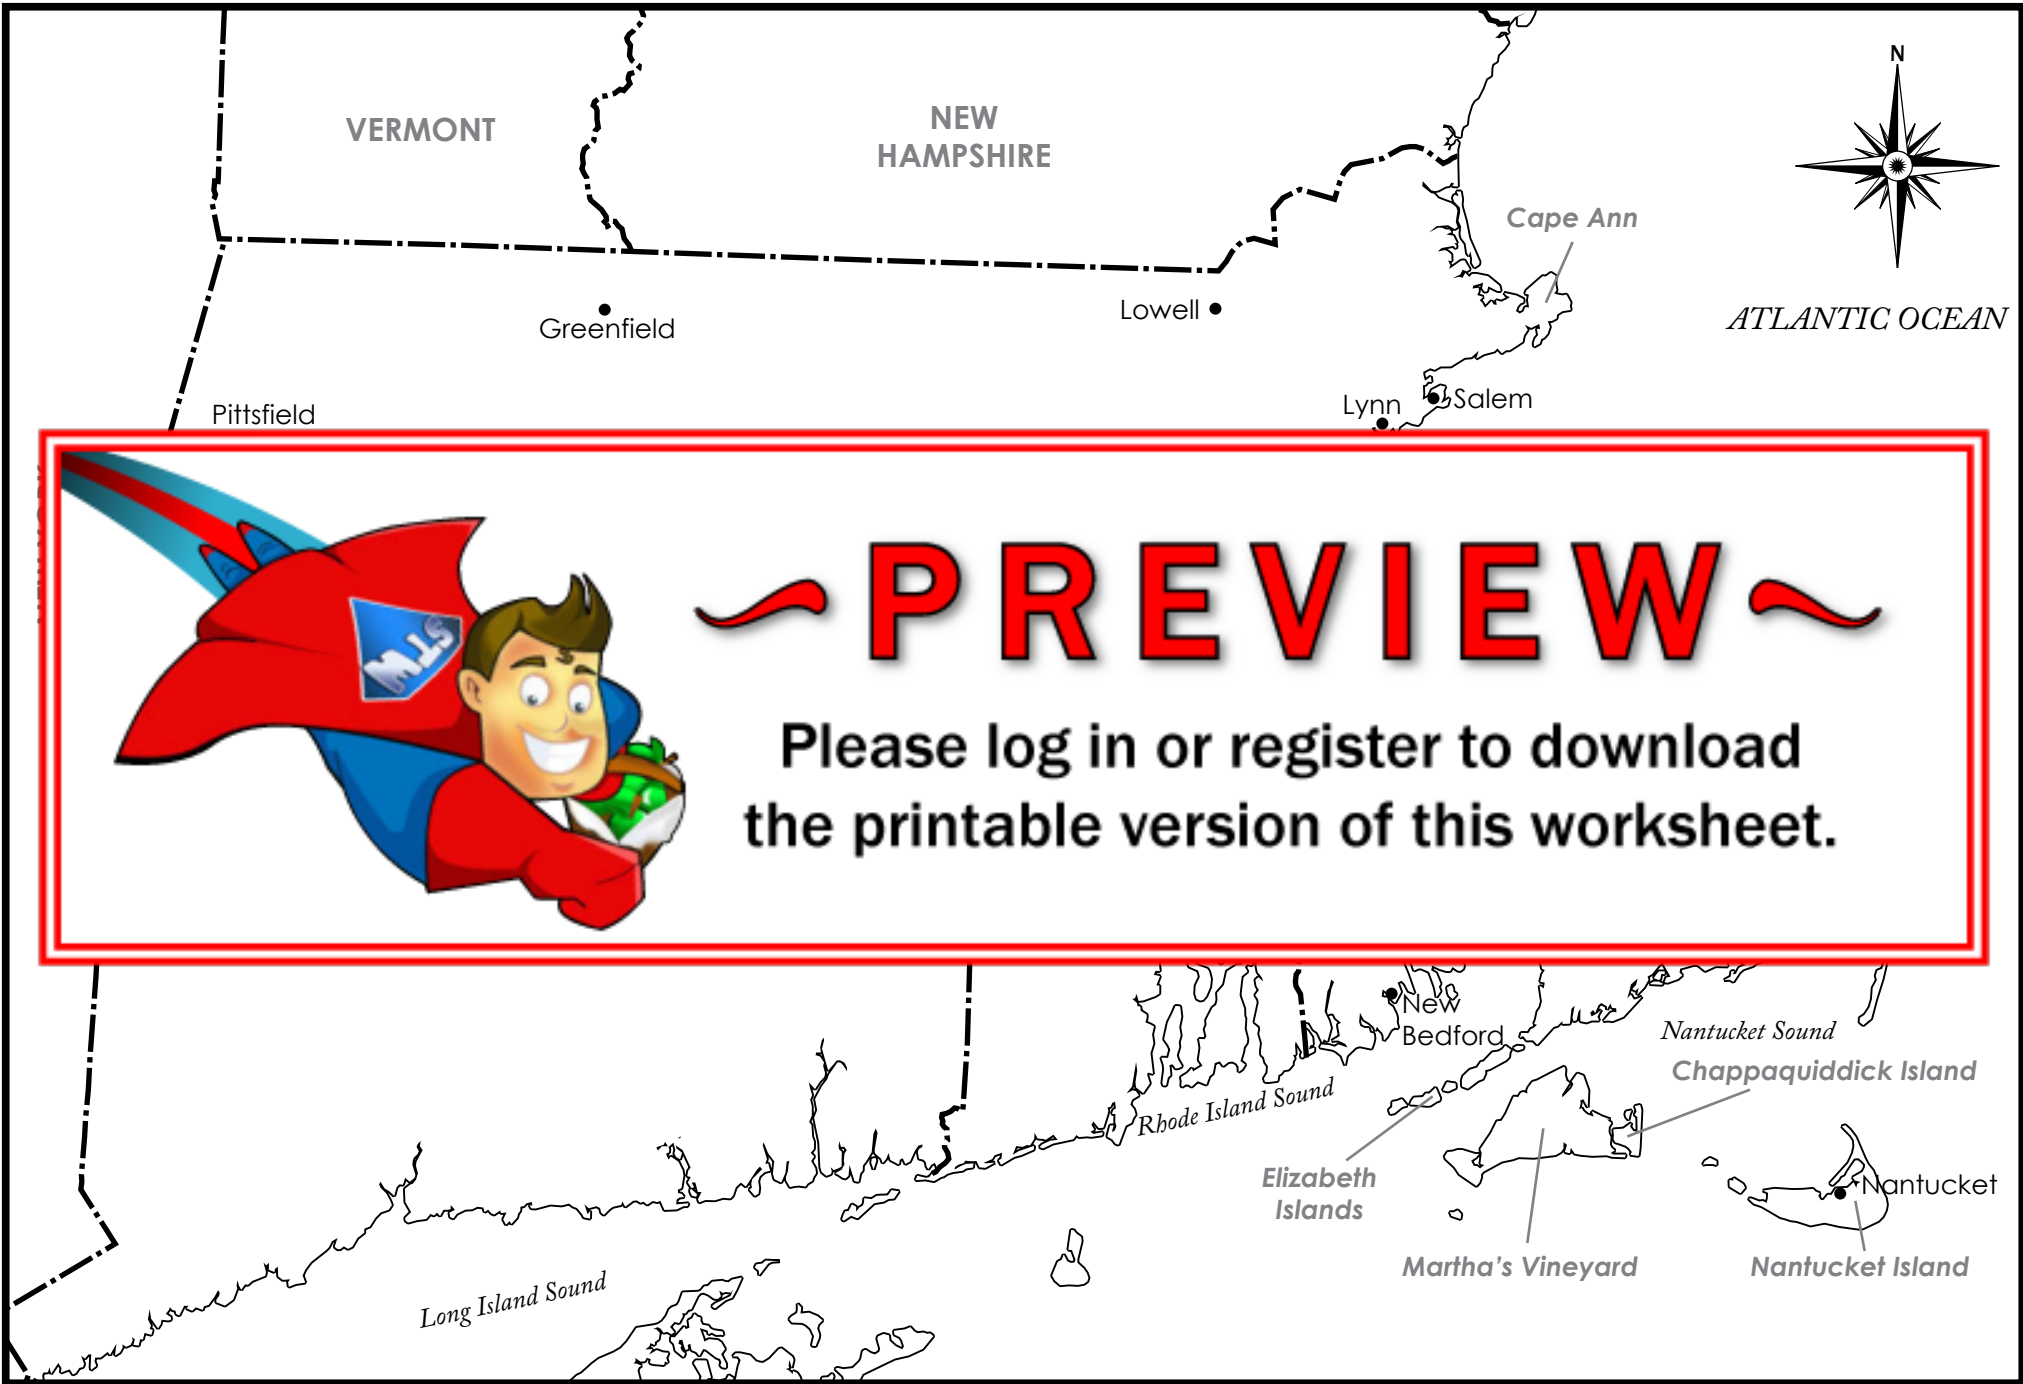 N
VERMONT
NEW
HAMPSHIRE
Cape Ann
ATLANTIC OCEAN
Greenfield
Lowell
Pittsfield
Lynn
Salem
STW
~PREVIEW~
Please log in or register to download
the printable version of this worksheet.
New
Bedford
Nantucket Sound
Chappaquiddick Island
Rhode Island Sound
Elizabeth
Islands
Nantucket
Martha's Vineyard
Nantucket Island
Long Island Sound